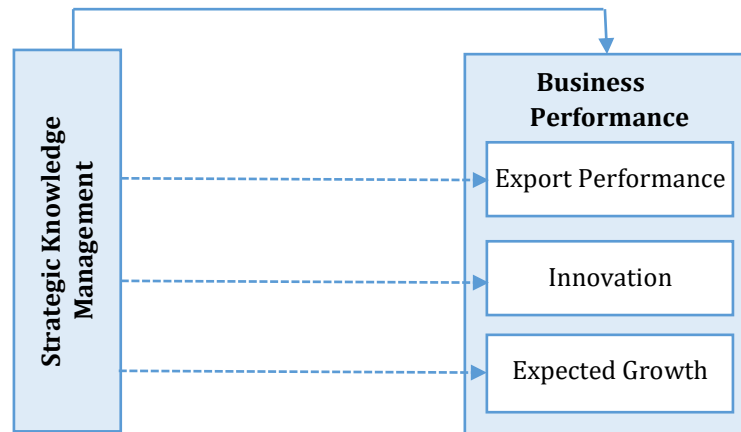 Strategic Knowledge
Management
Business
Performance
Export Performance
Innovation
Expected Growth